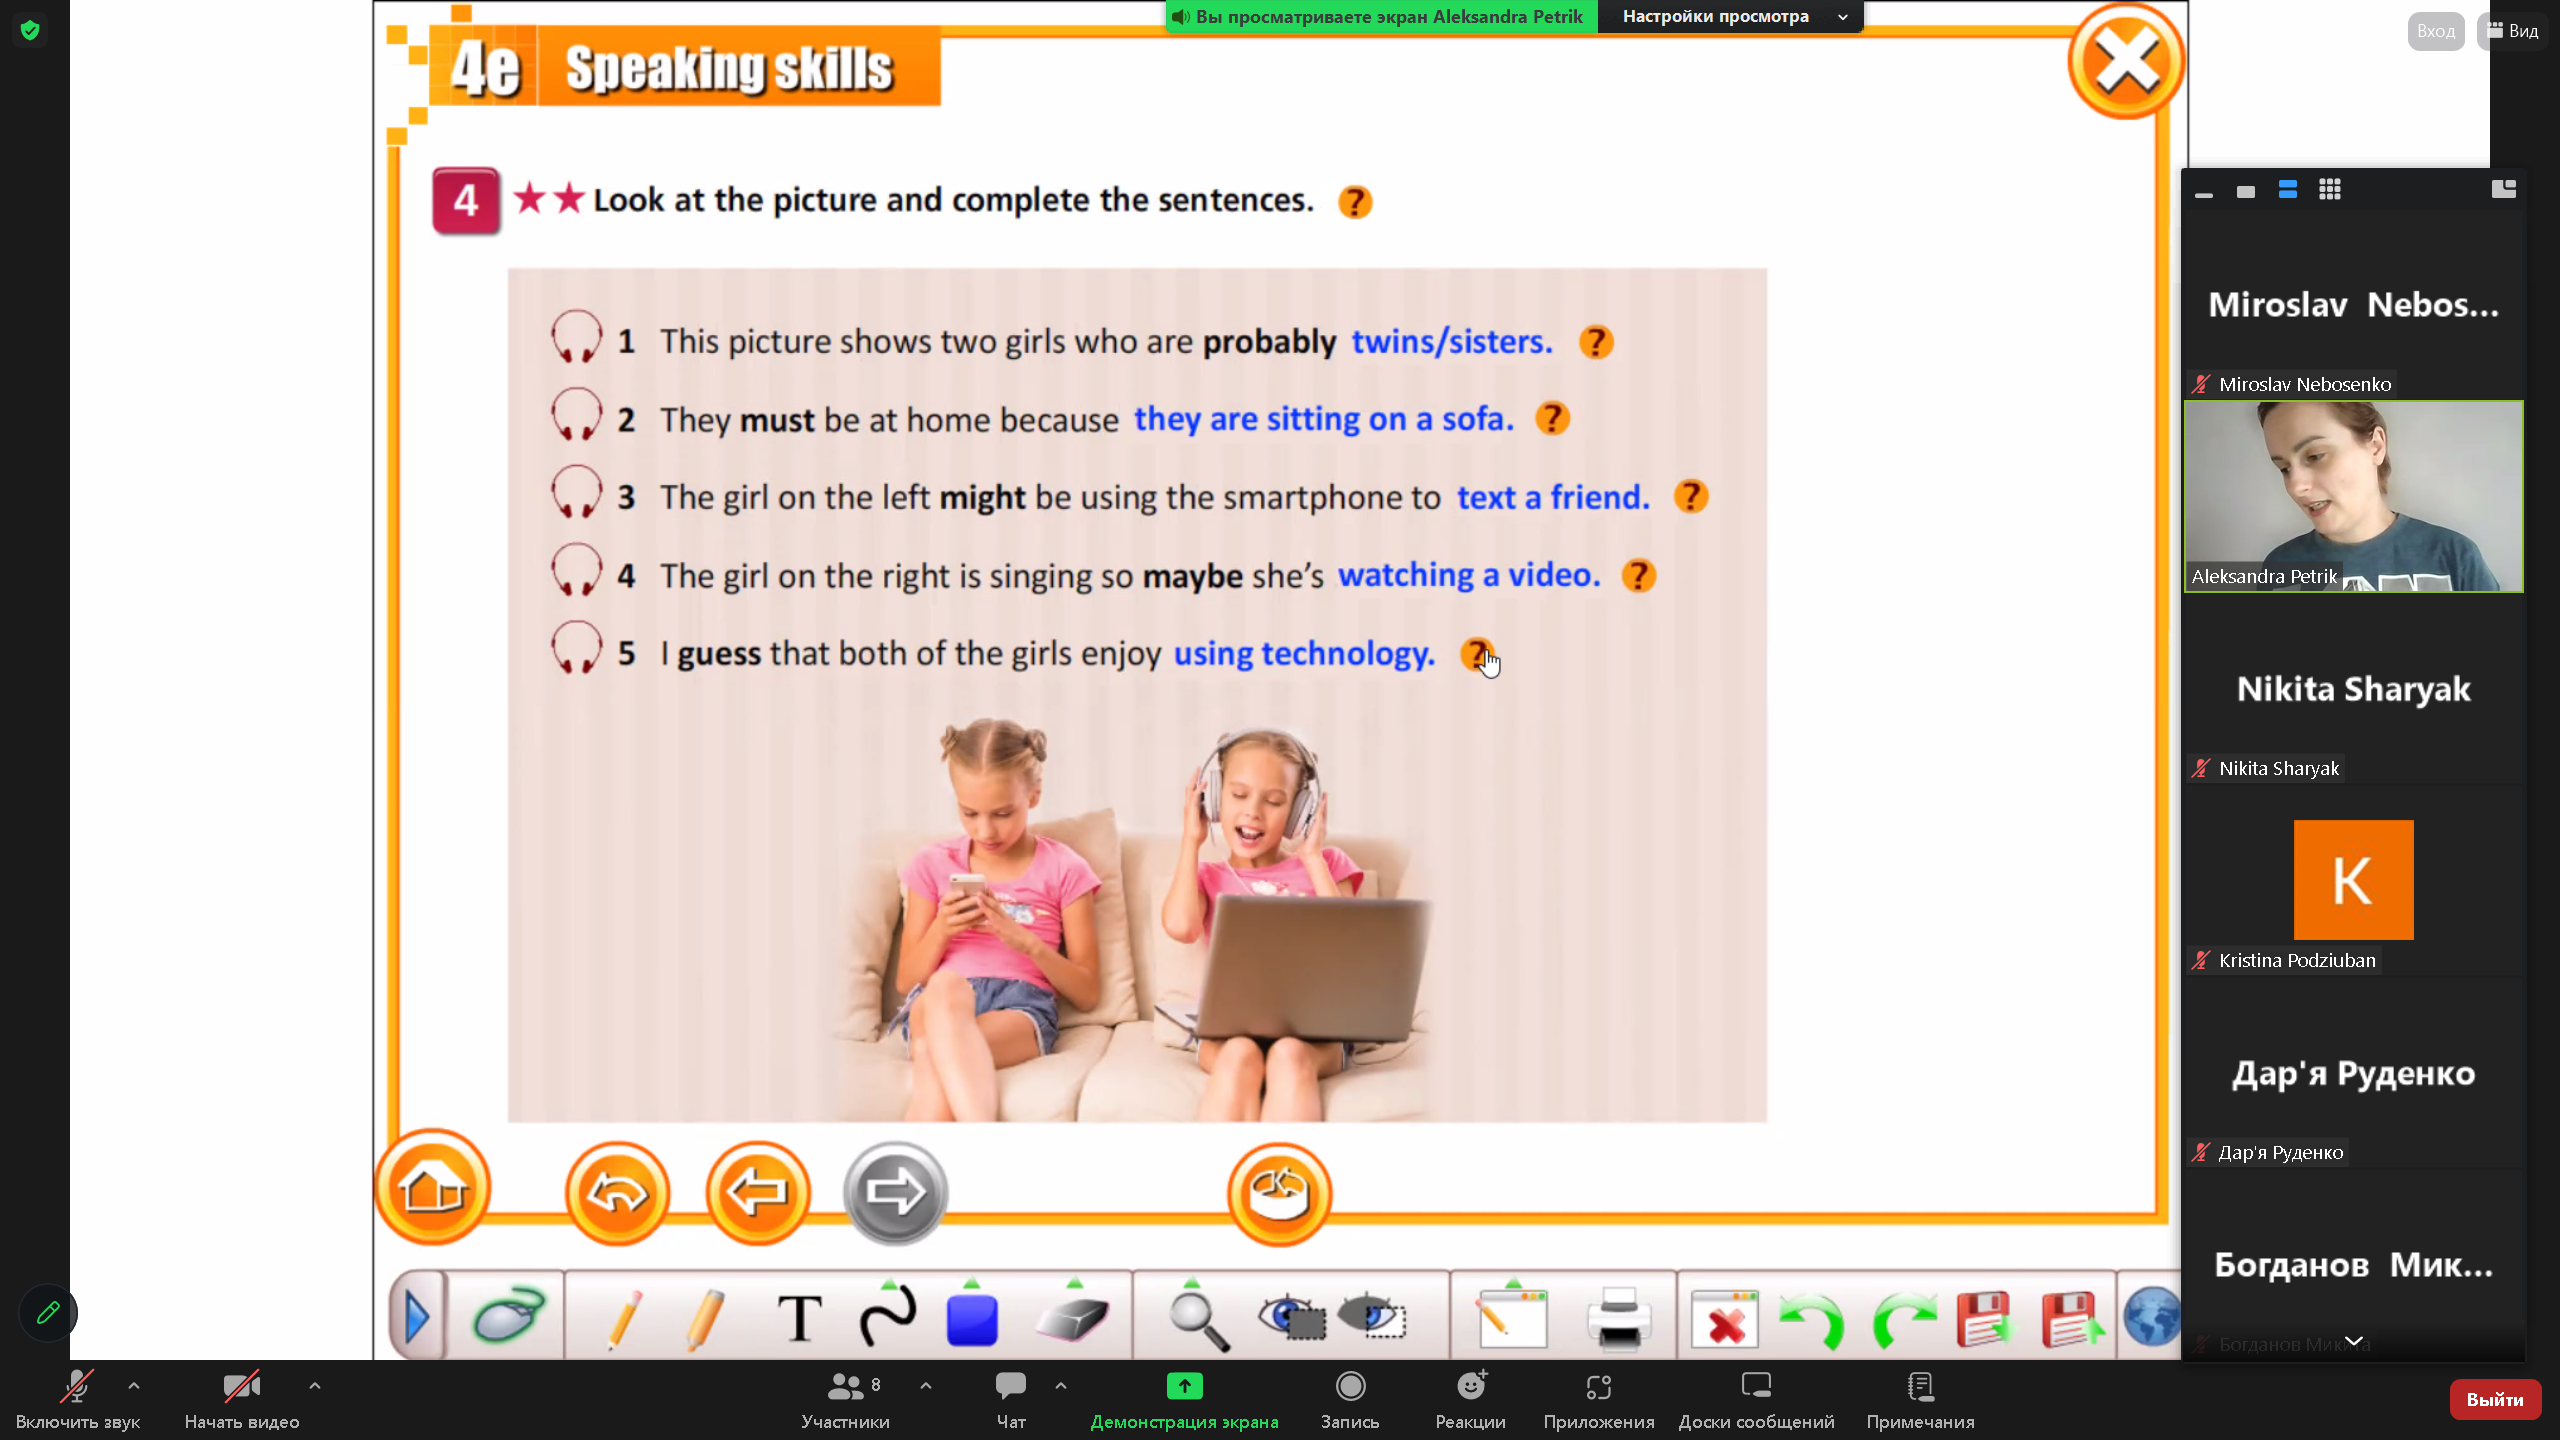 Вы просматриваете экран Aleksandra Petrik
Настройки просмотра
Вход
Вид
4e Speaking skills
4 Look at the picture and complete the sentences. ?
1 This picture shows two girls who are probably twins/sisters. ?
2 They must be at home because they are sitting on a sofa. ?
3 The girl on the left might be using the smartphone to text a friend. ?
4 The girl on the right is singing so maybe she's watching a video. ?
5 I guess that both of the girls enjoy using technology. ?
Miroslav Nebos...
Miroslav Nebosenko
Aleksandra Petrik
Nikita Sharyak
Nikita Sharyak
K
Kristina Podziuban
Дар'я Руденко
Дар'я Руденко
Богданов Мик...
Богданов Микита
T
Включить звук
Начать видео
Участники
8
Чат
Демонстрация экрана
Запись
Реакции
Приложения
Доски сообщений
Примечания
Выйти